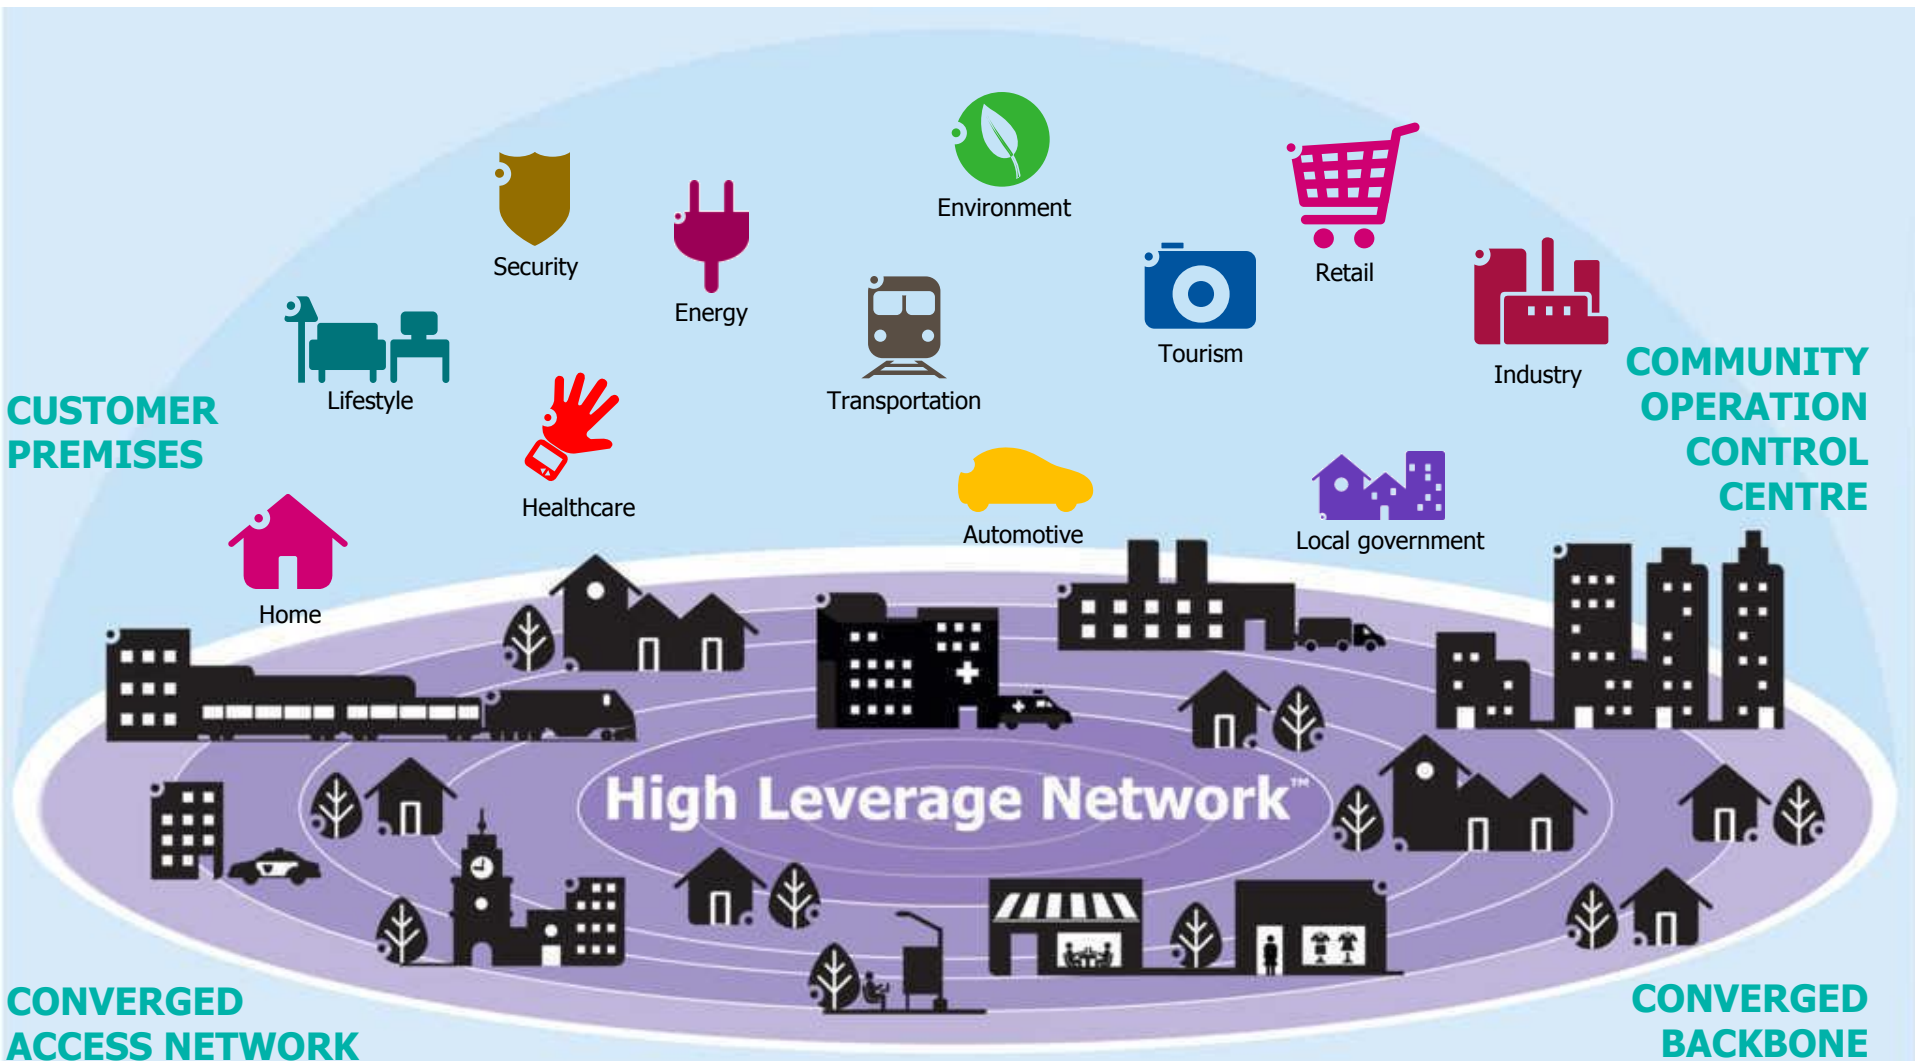 Environment
Security
Retail
Energy
Tourism
Industry
Lifestyle
Transportation
COMMUNITY
OPERATION
CONTROL
CENTRE
CUSTOMER
PREMISES
Healthcare
Automotive
Local government
Home
High Leverage Network™
CONVERGED
ACCESS NETWORK
CONVERGED
BACKBONE